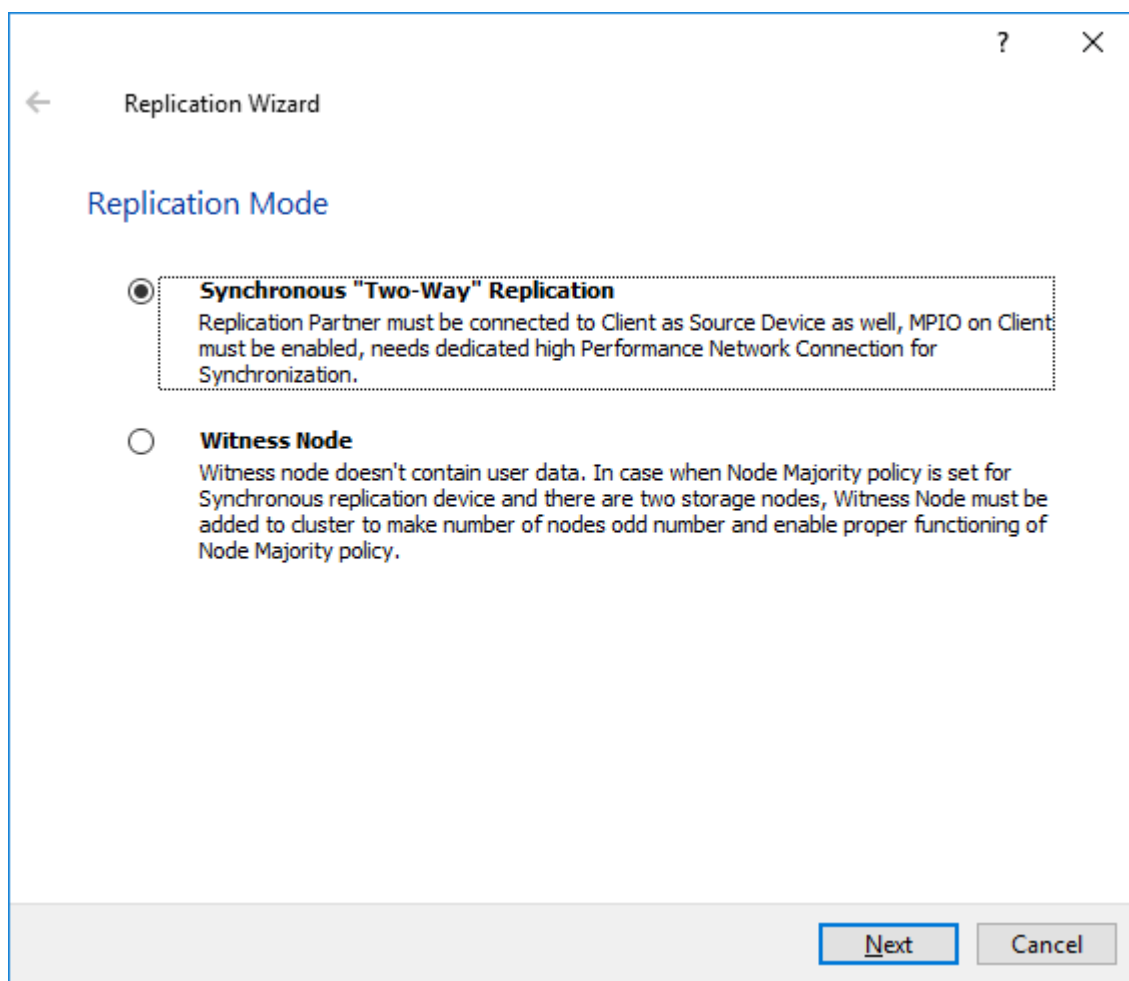 ?
Replication Wizard
Replication Mode
Synchronous "Two-Way" Replication
Replication Partner must be connected to Client as Source Device as well, MPIO on Client
must be enabled, needs dedicated high Performance Network Connection for
Synchronization.
Witness Node
Witness node doesn't contain user data. In case when Node Majority policy is set for
Synchronous replication device and there are two storage nodes, Witness Node must be
added to cluster to make number of nodes odd number and enable proper functioning of
Node Majority policy.
Next
Cancel